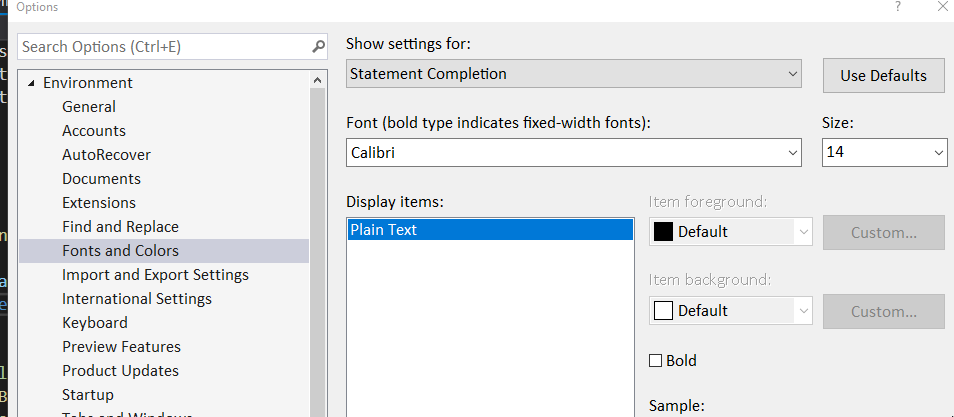 Options
Search Options (Ctrl+E)
Environment
General
Accounts
AutoRecover
Documents
Extensions
Find and Replace
Fonts and Colors
Import and Export Settings
International Settings
Keyboard
Preview Features
Product Updates
Startup
Tabs and Windows
Show settings for:
Statement Completion
Use Defaults
Font (bold type indicates fixed-width fonts):
Size:
Calibri
14
Display items:
Plain Text
Item foreground:
Default
Custom...
Item background:
Default
Custom...
Bold
Sample: